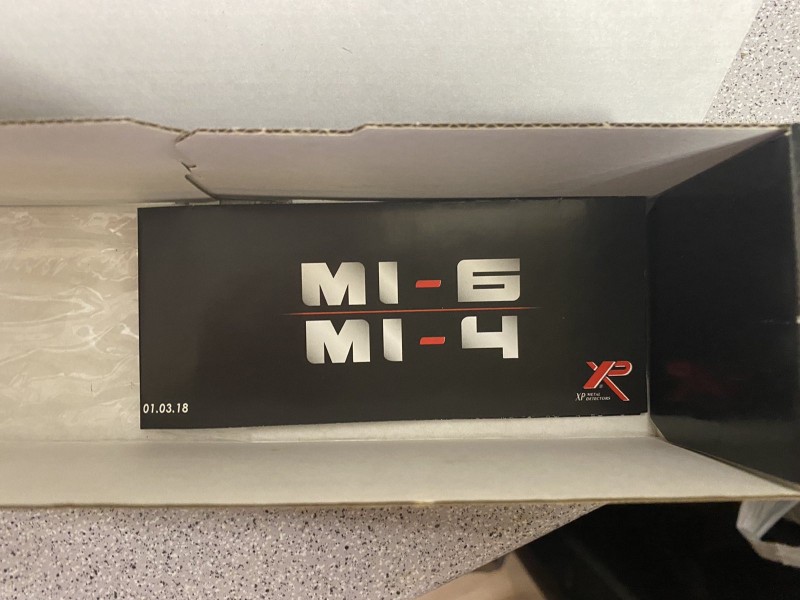 MI-6
MI-4
XP
XP METAL DETECTORS
01.03.18